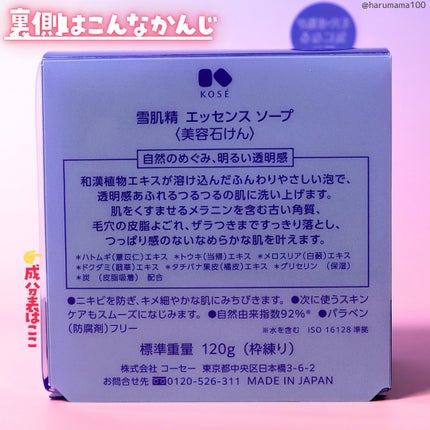 裏側はこんなかんじ
@harumama100
KOSÉ
雪肌精 エッセンス ソープ
〈美容石けん〉
自然のめぐみ、明るい透明感
和漢植物エキスが溶け込んだふんわりやさしい泡で、
透明感あふれるつるつるの肌に洗い上げます。
肌をくすませるメラニンを含む古い角質、
毛穴の皮脂よごれ、ザラつきまですっきり落とし、
つっぱり感のないなめらかな肌を叶えます。
*ハトムギ(薏苡仁)エキス *トウキ(当帰)エキス *メロスリア(白蘞)エキス
*ドクダミ(蕺草)エキス *タチバナ果皮(橘皮)エキス *グリセリン (保湿)
*炭 (皮脂吸着) 配合
●ニキビを防ぎ、キメ細やかな肌にみちびきます。●次に使うスキン
ケアもスムーズになじみます。●自然由来指数92%* ●パラベン
(防腐剤)フリー
※水を含む ISO 16128 準拠
標準重量 120g (枠練り)
株式会社 コーセー 東京都中央区日本橋3-6-2
お問合せ先 0120-526-311 MADE IN JAPAN
成分表はここ